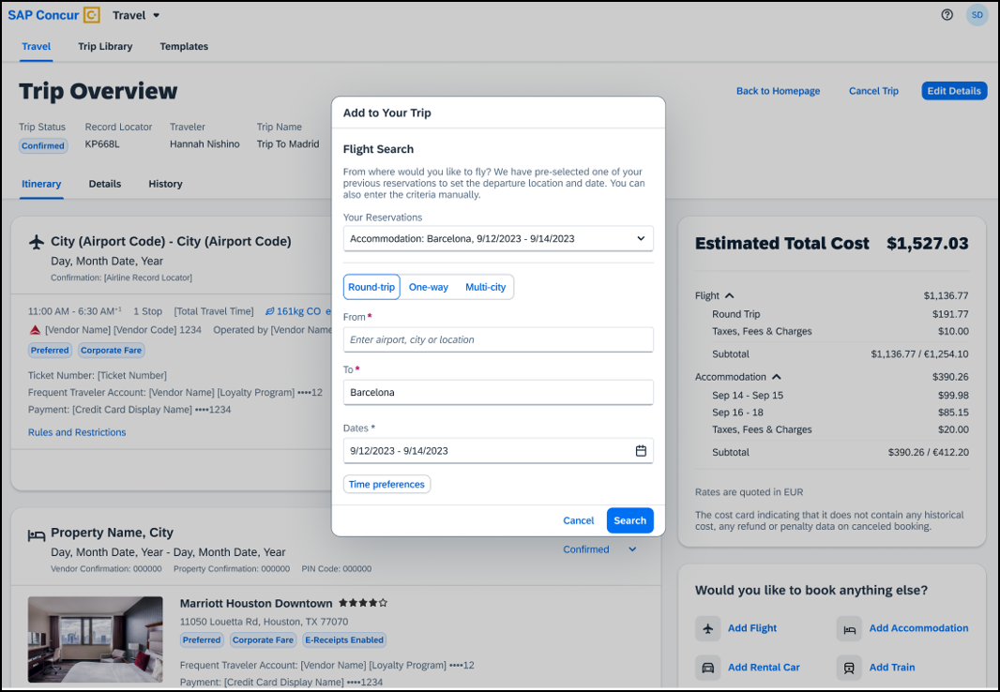 SAP Concur C Travel
SD
Travel Trip Library Templates
Trip Overview
Back to Homepage Cancel Trip Edit Details
Trip Status Record Locator Traveler Trip Name
Confirmed KP668L Hannah Nishino Trip To Madrid
Itinerary Details History
City (Airport Code) - City (Airport Code)
Day, Month Date, Year
Confirmation: [Airline Record Locator]
11:00 AM - 6:30 AM+1 1 Stop [Total Travel Time] 161kg CO e
[Vendor Name] [Vendor Code] 1234 Operated by [Vendor Name
Preferred Corporate Fare
Ticket Number: [Ticket Number]
Frequent Traveler Account: [Vendor Name] [Loyalty Program] ••••12
Payment: [Credit Card Display Name] ••••1234
Rules and Restrictions
Add to Your Trip
Flight Search
From where would you like to fly? We have pre-selected one of your
previous reservations to set the departure location and date. You can
also enter the criteria manually.
Your Reservations
Accommodation: Barcelona, 9/12/2023 - 9/14/2023
Round-trip One-way Multi-city
From*
Enter airport, city or location
To*
Barcelona
Dates *
9/12/2023 - 9/14/2023
Time preferences
Cancel Search
Property Name, City
Day, Month Date, Year - Day, Month Date, Year
Confirmed
Vendor Confirmation: 000000 Property Confirmation: 000000 PIN Code: 000000
Marriott Houston Downtown ★★★★☆
11050 Louetta Rd, Houston, TX 77070
Preferred Corporate Fare E-Receipts Enabled
Frequent Traveler Account: [Vendor Name] [Loyalty Program] ••••12
Payment: [Credit Card Display Name] ••••1234
Estimated Total Cost $1,527.03
Flight $1,136.77
Round Trip $191.77
Taxes, Fees & Charges $10.00
Subtotal $1,136.77 / €1,254.10
Accommodation $390.26
Sep 14 - Sep 15 $99.98
Sep 16 - 18 $85.15
Taxes, Fees & Charges $20.00
Subtotal $390.26 / €412.20
Rates are quoted in EUR
The cost card indicating that it does not contain any historical
cost, any refund or penalty data on canceled booking.
Would you like to book anything else?
Add Flight Add Accommodation
Add Rental Car Add Train